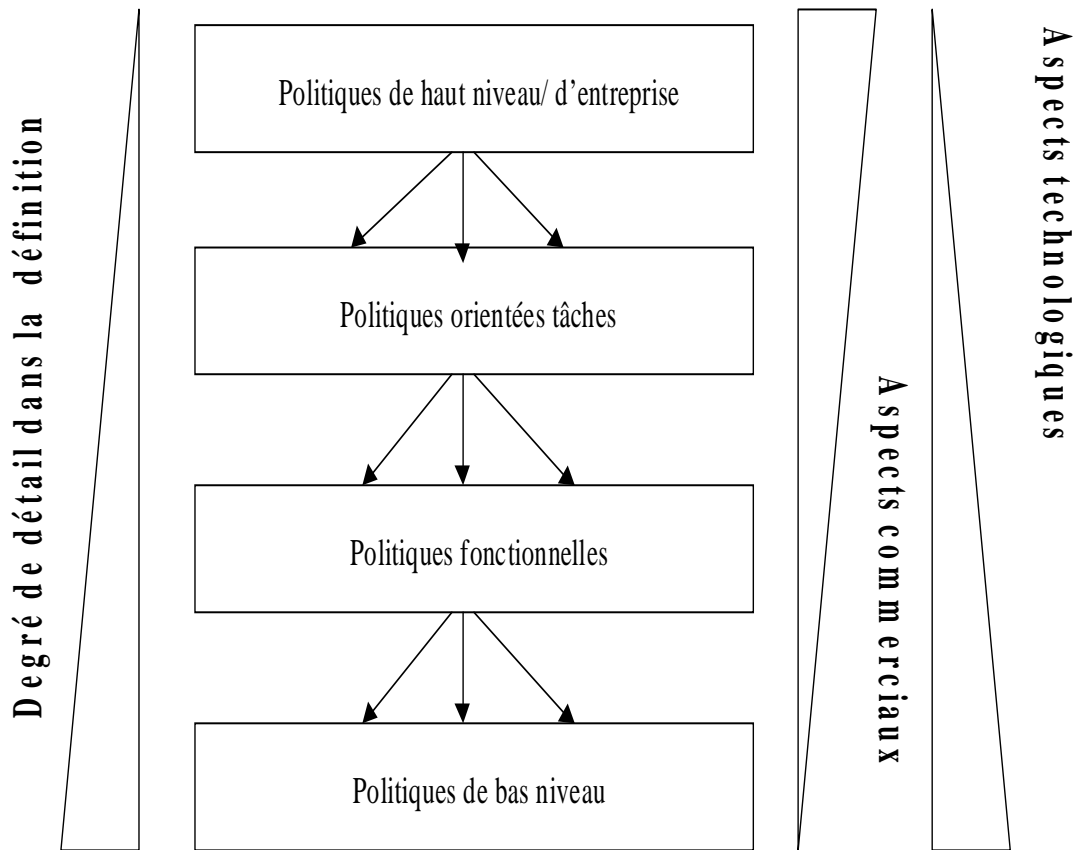 Degré de détail dans la définition
Politiques de haut niveau/ d’entreprise
Politiques orientées tâches
Politiques fonctionnelles
Politiques de bas niveau
Aspects commerciaux
Aspects technologiques